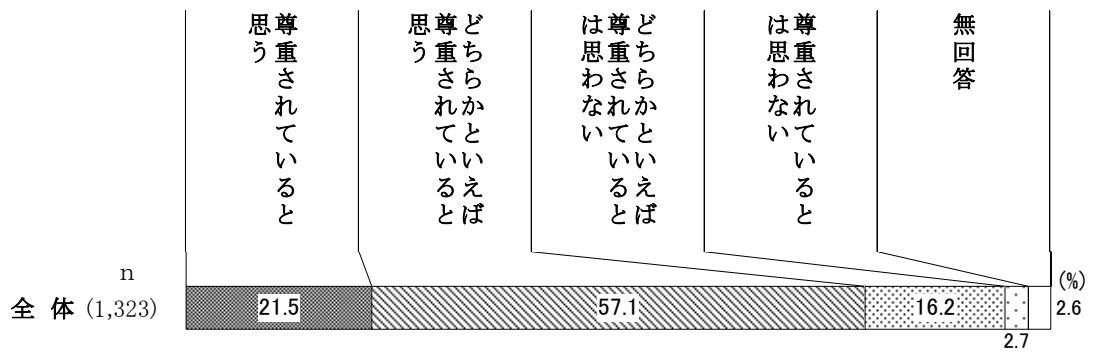 尊重されていると
思う
どちらかといえば
尊重されていると
思う
どちらかといえば
尊重されていると
は思わない
尊重されていると
は思わない
無回答
n
(%)
全 体 (1,323)
21.5
57.1
16.2
2.6
2.7